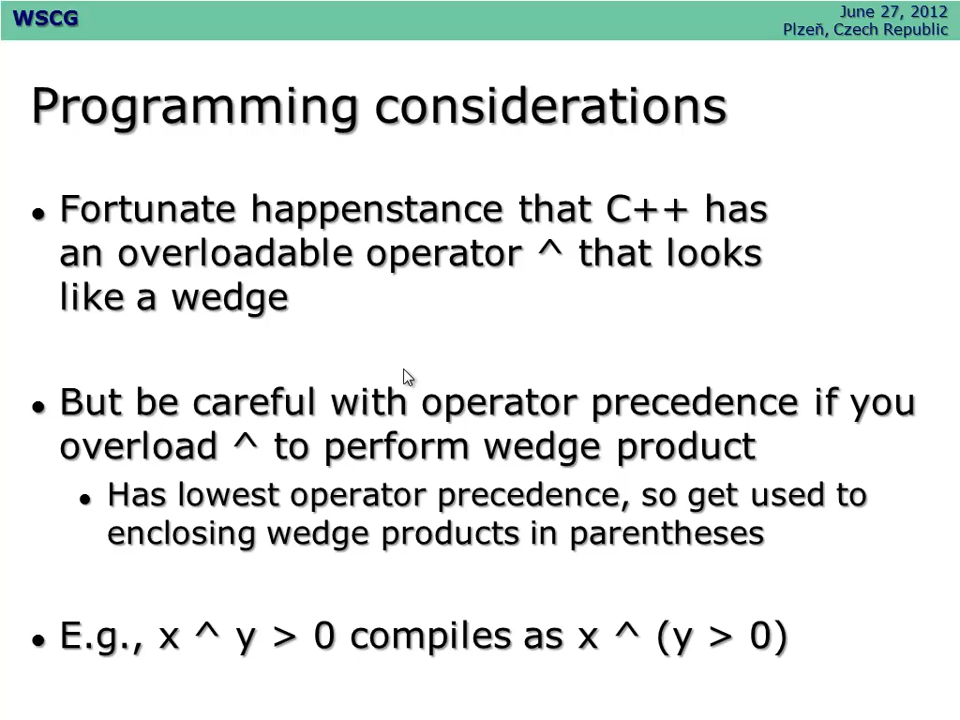 WSCG
June 27, 2012
Plzeň, Czech Republic
Programming considerations
• Fortunate happenstance that C++ has
an overloadable operator ^ that looks
like a wedge
• But be careful with operator precedence if you
overload ^ to perform wedge product
• Has lowest operator precedence, so get used to
enclosing wedge products in parentheses
• E.g., x ^ y > 0 compiles as x ^ (y > 0)